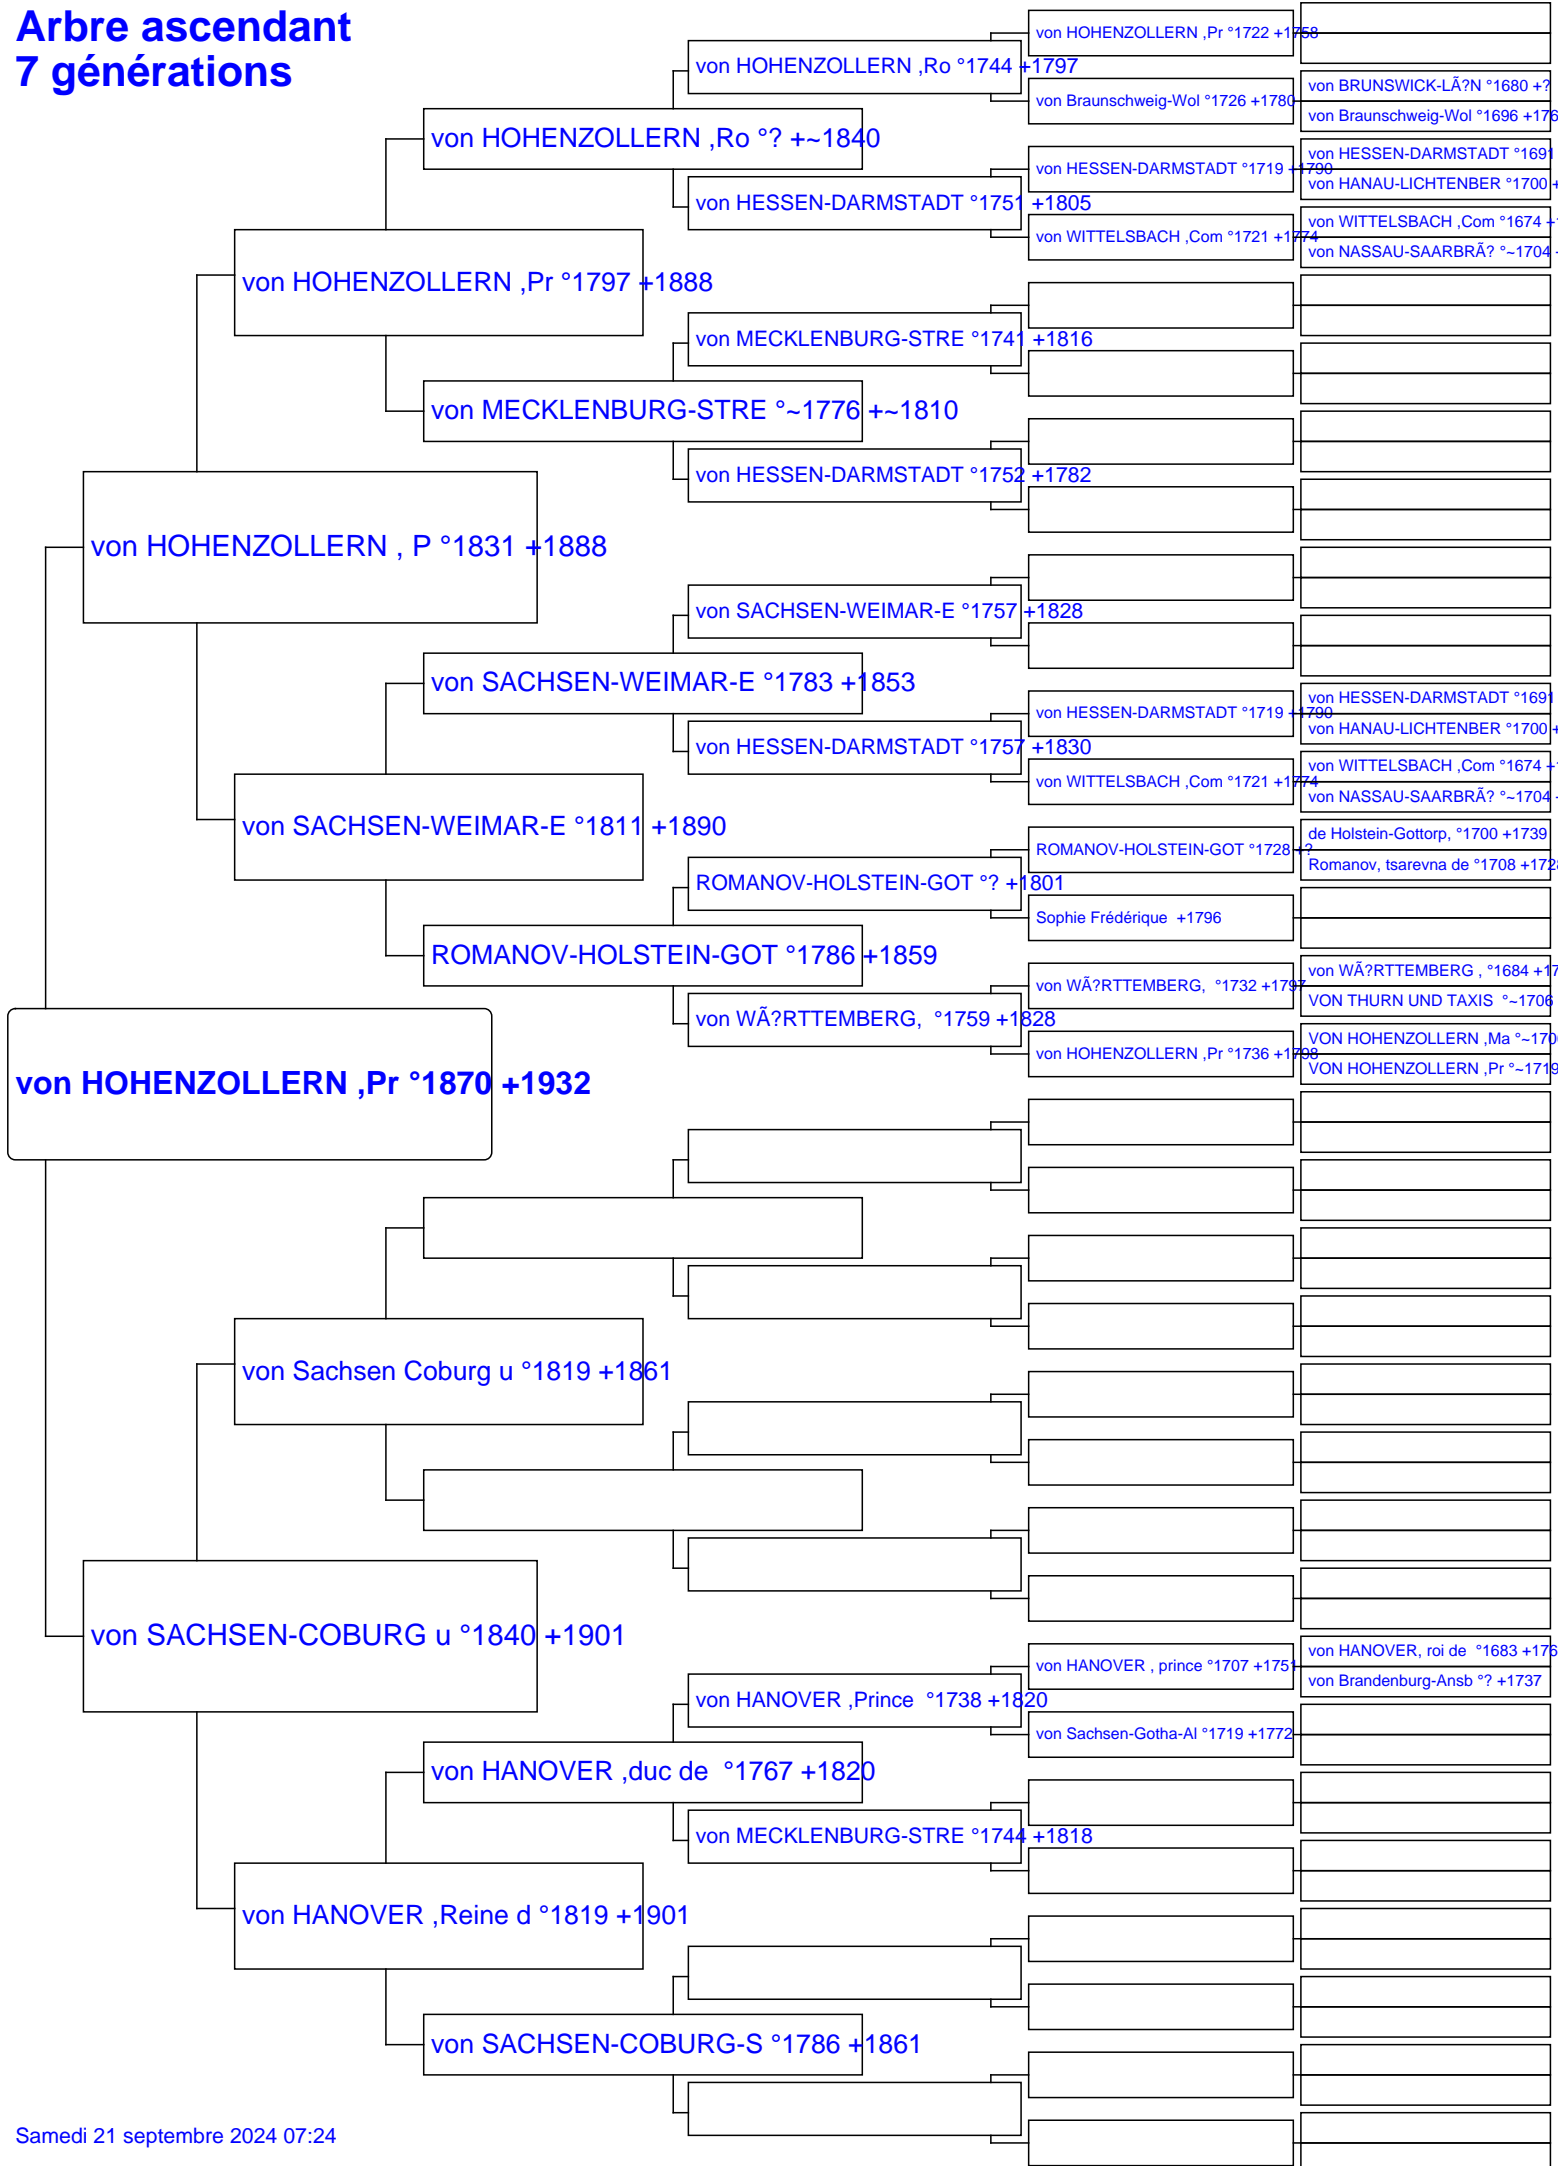 Arbre ascendant
7 générations
von HOHENZOLLERN ,Pr °1722 +1758
von HOHENZOLLERN ,Ro °1744 +1797
von Braunschweig-Wol °1726 +1780
von BRUNSWICK-LÃ?N °1680 +?
von Braunschweig-Wol °1696 +176
von HOHENZOLLERN ,Ro °? +~1840
von HESSEN-DARMSTADT °1719 +1790
von HESSEN-DARMSTADT °1691
von HANAU-LICHTENBER °1700 +
von HESSEN-DARMSTADT °1751 +1805
von WITTELSBACH ,Com °1721 +1774
von WITTELSBACH ,Com °1674 +1
von NASSAU-SAARBRÃ? °~1704 +
von HOHENZOLLERN ,Pr °1797 +1888
von MECKLENBURG-STRE °1741 +1816
von MECKLENBURG-STRE °~1776 +~1810
von HESSEN-DARMSTADT °1752 +1782
von HOHENZOLLERN , P °1831 +1888
von SACHSEN-WEIMAR-E °1757 +1828
von SACHSEN-WEIMAR-E °1783 +1853
von HESSEN-DARMSTADT °1719 +1790
von HESSEN-DARMSTADT °1691
von HANAU-LICHTENBER °1700 +
von HESSEN-DARMSTADT °1757 +1830
von WITTELSBACH ,Com °1721 +1774
von WITTELSBACH ,Com °1674 +1
von NASSAU-SAARBRÃ? °~1704 +
von SACHSEN-WEIMAR-E °1811 +1890
ROMANOV-HOLSTEIN-GOT °1728 +?
de Holstein-Gottorp, °1700 +1739
Romanov, tsarevna de °1708 +1728
ROMANOV-HOLSTEIN-GOT °? +1801
Sophie Frédérique +1796
ROMANOV-HOLSTEIN-GOT °1786 +1859
von WÃ?RTTEMBERG, °1732 +1797
von WÃ?RTTEMBERG , °1684 +17
VON THURN UND TAXIS °~1706
von WÃ?RTTEMBERG, °1759 +1828
von HOHENZOLLERN ,Pr °1736 +1798
VON HOHENZOLLERN ,Ma °~170
VON HOHENZOLLERN ,Pr °~1719
von HOHENZOLLERN ,Pr °1870 +1932
von Sachsen Coburg u °1819 +1861
von SACHSEN-COBURG u °1840 +1901
von HANOVER , prince °1707 +1751
von HANOVER, roi de °1683 +176
von Brandenburg-Ansb °? +1737
von HANOVER ,Prince °1738 +1820
von Sachsen-Gotha-Al °1719 +1772
von HANOVER ,duc de °1767 +1820
von MECKLENBURG-STRE °1744 +1818
von HANOVER ,Reine d °1819 +1901
von SACHSEN-COBURG-S °1786 +1861
Samedi 21 septembre 2024 07:24